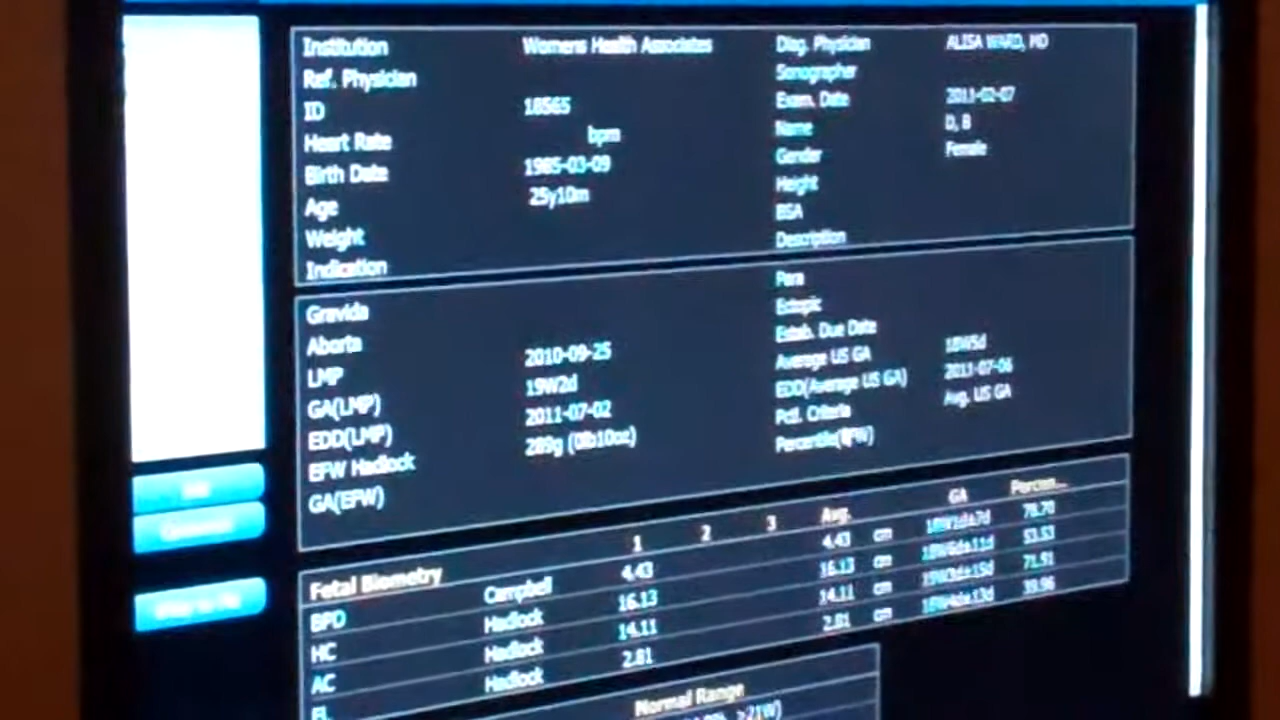 Institution Womens Health Associates Diag. Physician ALISA WARD, MD
Ref. Physician Sonographer
ID 18565 Exam. Date 2011-02-07
Heart Rate bpm Name D, B
Birth Date 1985-03-09 Gender Female
Age 25y10m Height
Weight BSA
Indication Description
Gravida Para
Aborta Ectopic
LMP 2010-09-25 Estab. Due Date
GA(LMP) 19W2d Average US GA 18W5d
EDD(LMP) 2011-07-02 EDD(Average US GA) 2011-07-06
EFW Hadlock 289g (0lb10oz) Pctl. Criteria Avg. US GA
GA(EFW) Percentile(EFW)
Fetal Biometry 1 2 3 Avg. GA Percen...
BPD Campbell 4.43 4.43 cm 78.70
HC Hadlock 16.13 16.13 cm 53.53
AC Hadlock 14.11 14.11 cm 71.91
FL Hadlock 2.81 2.81 cm 39.96
Normal Range